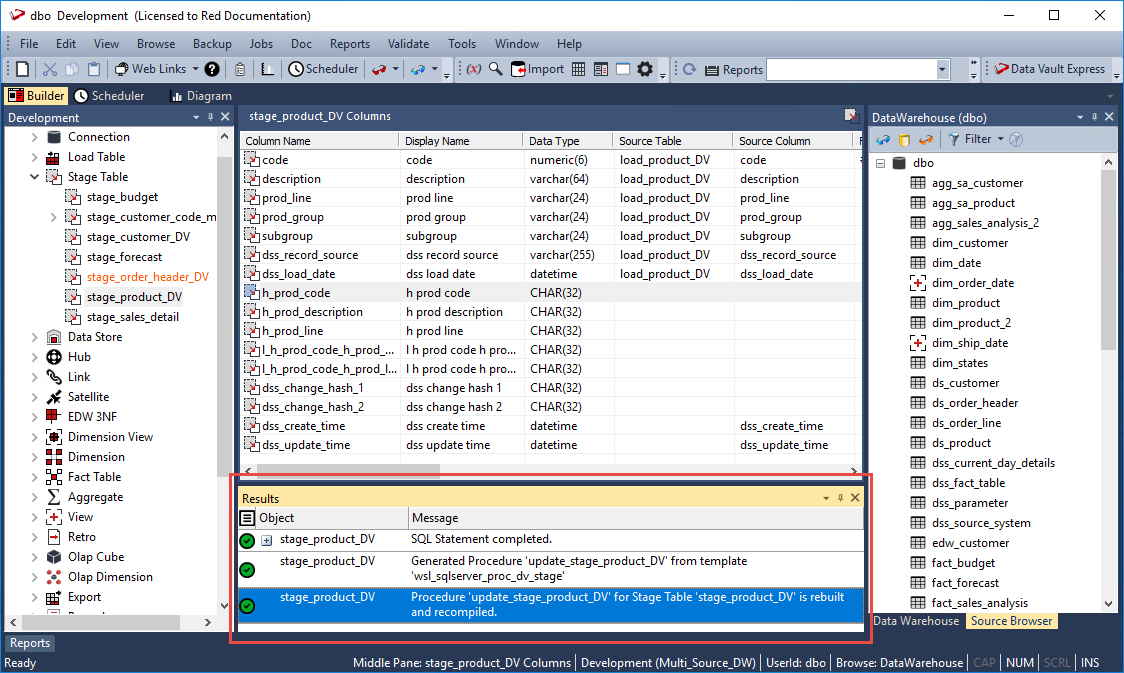 dbo Development (Licensed to Red Documentation)
File Edit View Browse Backup Jobs Doc Reports Validate Tools Window Help
Web Links Scheduler (x) Import Reports Data Vault Express
Builder Scheduler Diagram
Development
Connection
Load Table
Stage Table
stage_budget
stage_customer_code_m
stage_customer_DV
stage_forecast
stage_order_header_DV
stage_product_DV
stage_sales_detail
Data Store
Hub
Link
Satellite
EDW 3NF
Dimension View
Dimension
Fact Table
Aggregate
View
Retro
Olap Cube
Olap Dimension
Export
stage_product_DV Columns
Column Name Display Name Data Type Source Table Source Column
code code numeric(6) load_product_DV code
description description varchar(64) load_product_DV description
prod_line prod line varchar(24) load_product_DV prod_line
prod_group prod group varchar(24) load_product_DV prod_group
subgroup subgroup varchar(24) load_product_DV subgroup
dss_record_source dss record source varchar(255) load_product_DV dss_record_source
dss_load_date dss load date datetime load_product_DV dss_load_date
h_prod_code h prod code CHAR(32)
h_prod_description h prod description CHAR(32)
h_prod_line h prod line CHAR(32)
l_h_prod_code_h_prod_... l h prod code h pro... CHAR(32)
l_h_prod_code_h_prod_l... l h prod code h pro... CHAR(32)
dss_change_hash_1 dss change hash 1 CHAR(32)
dss_change_hash_2 dss change hash 2 CHAR(32)
dss_create_time dss create time datetime dss_create_time
dss_update_time dss update time datetime dss_update_time
Results
Object Message
stage_product_DV SQL Statement completed.
stage_product_DV Generated Procedure 'update_stage_product_DV' from template
'wsl_sqlserver_proc_dv_stage'
stage_product_DV Procedure 'update_stage_product_DV' for Stage Table 'stage_product_DV' is rebuilt
and recompiled.
DataWarehouse (dbo)
Filter
dbo
agg_sa_customer
agg_sa_product
agg_sales_analysis_2
dim_customer
dim_date
dim_order_date
dim_product
dim_product_2
dim_ship_date
dim_states
ds_customer
ds_order_header
ds_order_line
ds_product
dss_current_day_details
dss_fact_table
dss_parameter
dss_source_system
edw_customer
fact_budget
fact_forecast
fact_sales_analysis
Data Warehouse Source Browser
Reports
Ready Middle Pane: stage_product_DV Columns Development (Multi_Source_DW) UserId: dbo Browse: DataWarehouse CAP NUM SCRL INS